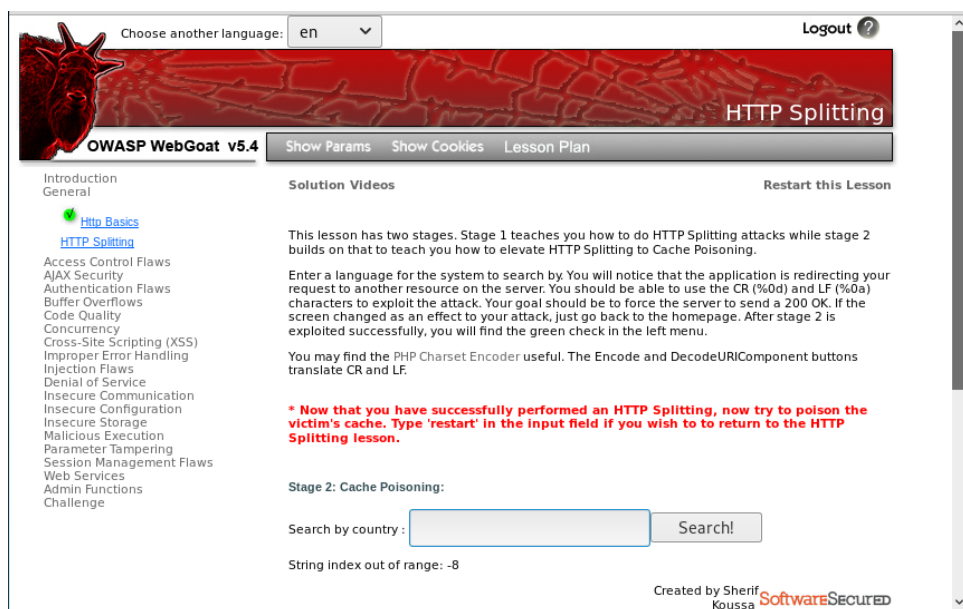 Choose another language: en
Logout ?
HTTP Splitting
OWASP WebGoat v5.4
Show Params Show Cookies Lesson Plan
Introduction
General
Http Basics
HTTP Splitting
Access Control Flaws
AJAX Security
Authentication Flaws
Buffer Overflows
Code Quality
Concurrency
Cross-Site Scripting (XSS)
Improper Error Handling
Injection Flaws
Denial of Service
Insecure Communication
Insecure Configuration
Insecure Storage
Malicious Execution
Parameter Tampering
Session Management Flaws
Web Services
Admin Functions
Challenge
Solution Videos
Restart this Lesson
This lesson has two stages. Stage 1 teaches you how to do HTTP Splitting attacks while stage 2
builds on that to teach you how to elevate HTTP Splitting to Cache Poisoning.
Enter a language for the system to search by. You will notice that the application is redirecting your
request to another resource on the server. You should be able to use the CR (%0d) and LF (%0a)
characters to exploit the attack. Your goal should be to force the server to send a 200 OK. If the
screen changed as an effect to your attack, just go back to the homepage. After stage 2 is
exploited successfully, you will find the green check in the left menu.
You may find the PHP Charset Encoder useful. The Encode and DecodeURIComponent buttons
translate CR and LF.
* Now that you have successfully performed an HTTP Splitting, now try to poison the
victim's cache. Type 'restart' in the input field if you wish to to return to the HTTP
Splitting lesson.
Stage 2: Cache Poisoning:
Search by country :
Search!
String index out of range: -8
Created by Sherif
Koussa
SoftwareSecured